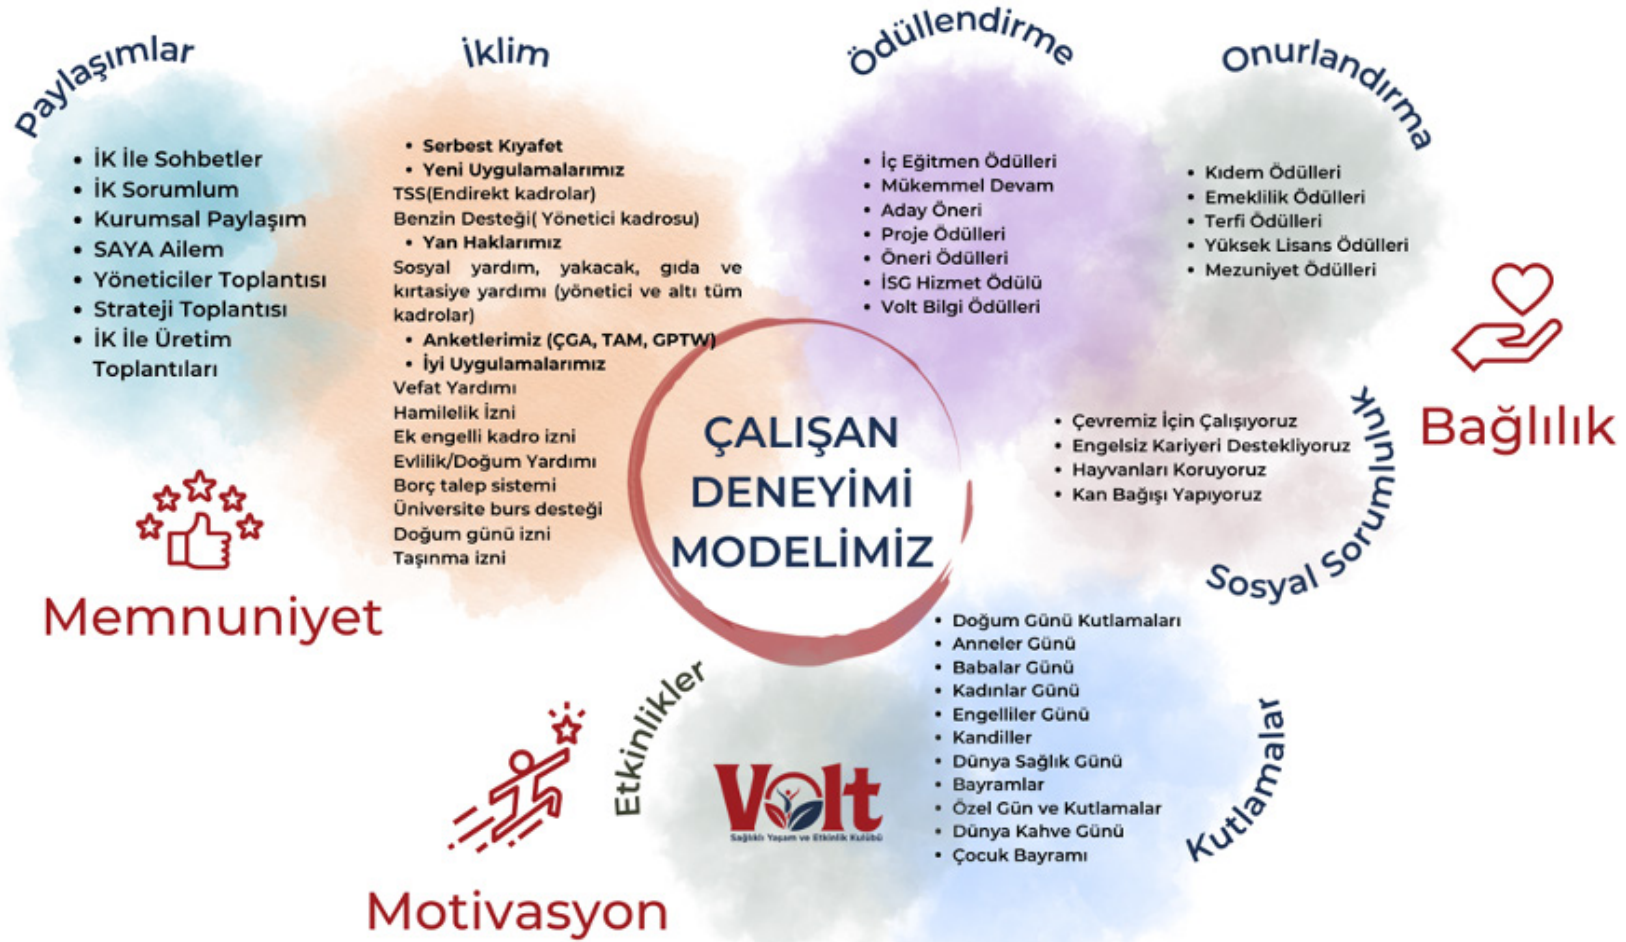 Paylaşımlar
• İK İle Sohbetler
• İK Sorumlum
• Kurumsal Paylaşım
• SAYA Ailem
• Yöneticiler Toplantısı
• Strateji Toplantısı
• İK İle Üretim
Toplantıları
İklim
• Serbest Kıyafet
• Yeni Uygulamalarımız
TSS(Endirekt kadrolar)
Benzin Desteği( Yönetici kadrosu)
• Yan Haklarımız
Sosyal yardım, yakacak, gıda ve
kırtasiye yardımı (yönetici ve altı tüm
kadrolar)
• Anketlerimiz (ÇGA, TAM, GPTW)
• İyi Uygulamalarımız
Vefat Yardımı
Hamilelik İzni
Ek engelli kadro izni
Evlilik/Doğum Yardımı
Borç talep sistemi
Üniversite burs desteği
Doğum günü izni
Taşınma izni
Ödüllendirme
• İç Eğitmen Ödülleri
• Mükemmel Devam
• Aday Öneri
• Proje Ödülleri
• Öneri Ödülleri
• İSG Hizmet Ödülü
• Volt Bilgi Ödülleri
Onurlandırma
• Kıdem Ödülleri
• Emeklilik Ödülleri
• Terfi Ödülleri
• Yüksek Lisans Ödülleri
• Mezuniyet Ödülleri
Bağlılık
ÇALIŞAN
DENEYİMİ
MODELİMİZ
• Çevremiz İçin Çalışıyoruz
• Engelsiz Kariyeri Destekliyoruz
• Hayvanları Koruyoruz
• Kan Bağışı Yapıyoruz
Sosyal Sorumluluk
Memnuniyet
Etkinlikler
Volt
Sağlıklı Yaşam ve Etkinlik Kulübü
• Doğum Günü Kutlamaları
• Anneler Günü
• Babalar Günü
• Kadınlar Günü
• Engelliler Günü
• Kandiller
• Dünya Sağlık Günü
• Bayramlar
• Özel Gün ve Kutlamalar
• Dünya Kahve Günü
• Çocuk Bayramı
Kutlamalar
Motivasyon